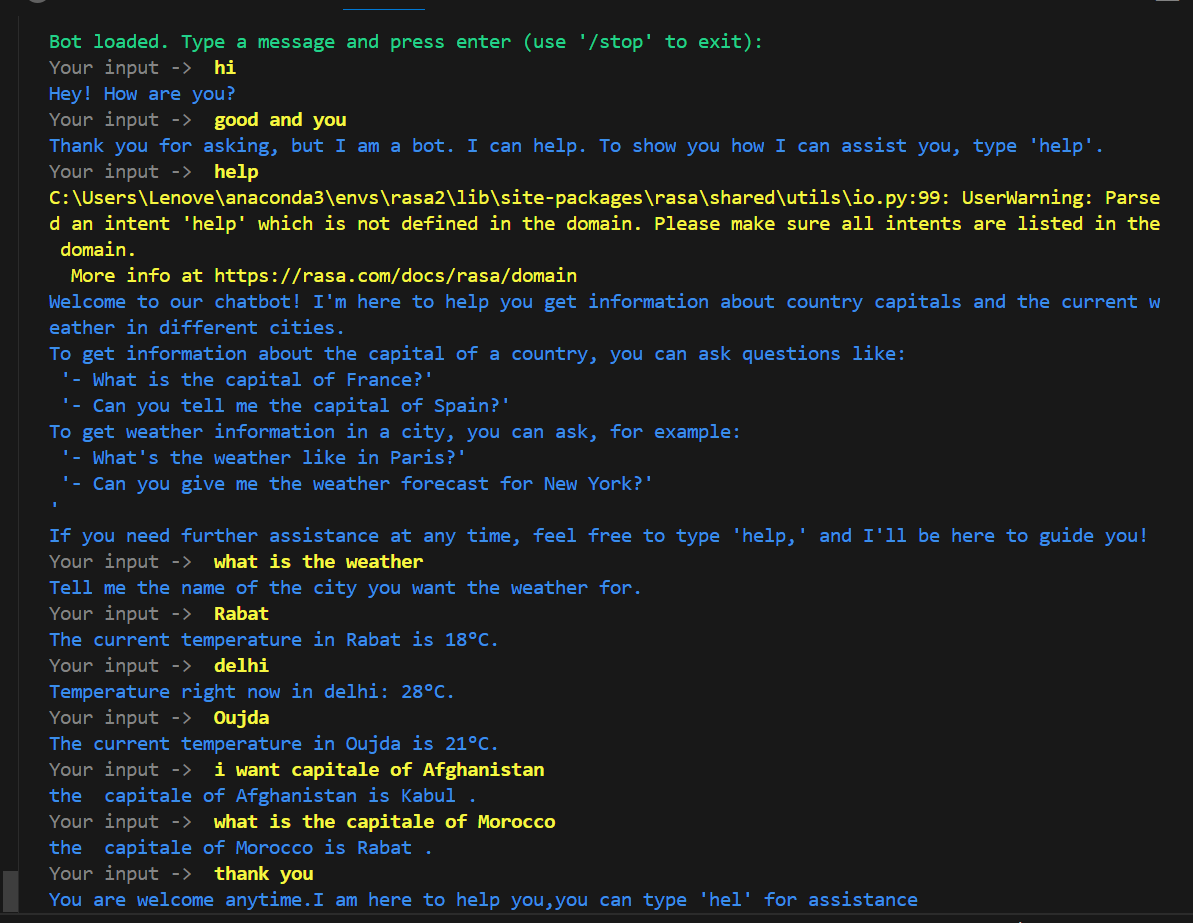 Bot loaded. Type a message and press enter (use '/stop' to exit):
Your input -> hi
Hey! How are you?
Your input -> good and you
Thank you for asking, but I am a bot. I can help. To show you how I can assist you, type 'help'.
Your input -> help
C:\Users\Lenove\anaconda3\envs\rasa2\lib\site-packages\rasa\shared\utils\io.py:99: UserWarning: Parse
d an intent 'help' which is not defined in the domain. Please make sure all intents are listed in the
 domain.
  More info at https://rasa.com/docs/rasa/domain
Welcome to our chatbot! I'm here to help you get information about country capitals and the current w
eather in different cities.
To get information about the capital of a country, you can ask questions like:
 '- What is the capital of France?'
 '- Can you tell me the capital of Spain?'
To get weather information in a city, you can ask, for example:
 '- What's the weather like in Paris?'
 '- Can you give me the weather forecast for New York?'
'
If you need further assistance at any time, feel free to type 'help,' and I'll be here to guide you!
Your input -> what is the weather
Tell me the name of the city you want the weather for.
Your input -> Rabat
The current temperature in Rabat is 18°C.
Your input -> delhi
Temperature right now in delhi: 28°C.
Your input -> Oujda
The current temperature in Oujda is 21°C.
Your input -> i want capitale of Afghanistan
the  capitale of Afghanistan is Kabul .
Your input -> what is the capitale of Morocco
the  capitale of Morocco is Rabat .
Your input -> thank you
You are welcome anytime.I am here to help you,you can type 'hel' for assistance